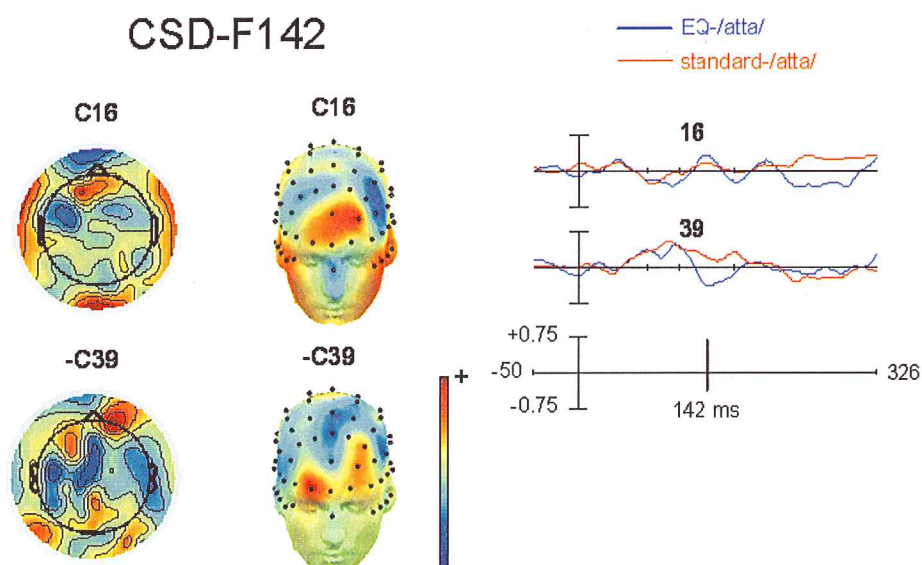 CSD-F142
EQ-/atta/
standard-/atta/
C16
16
39
-C39
-C39
+
+0.75
-50
326
-0.75
142 ms